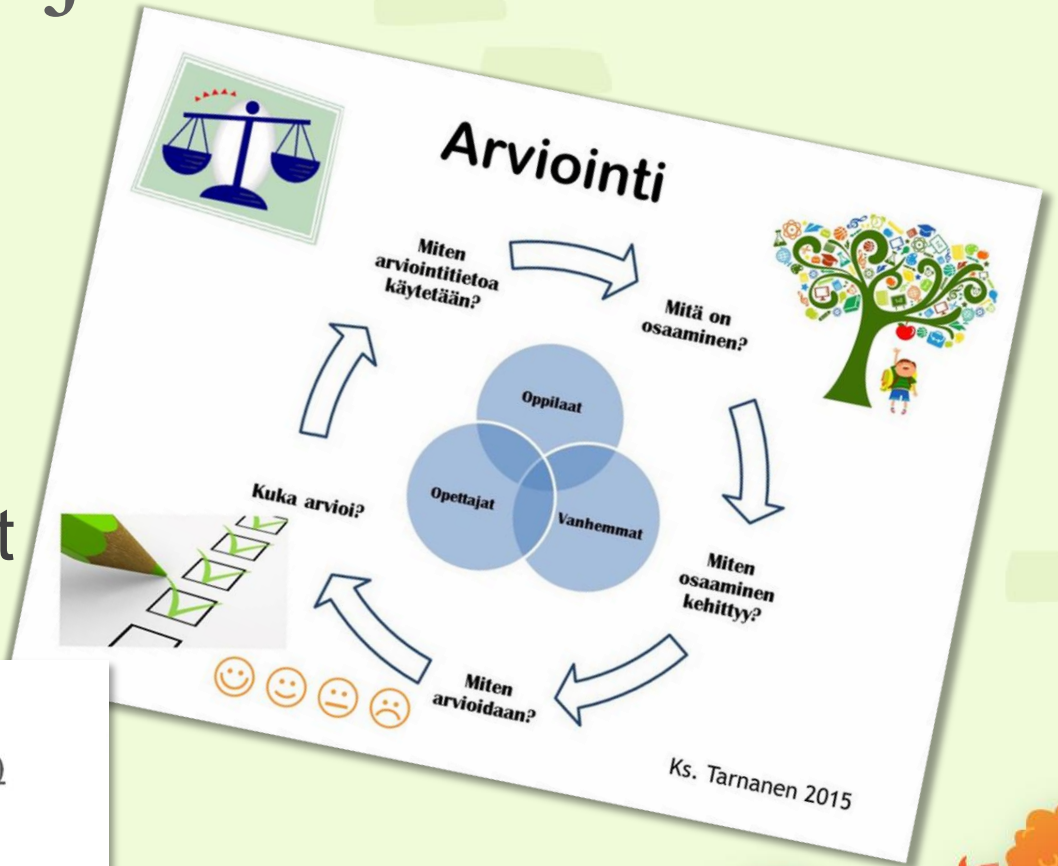 Arviointi
Miten
arviointitietoa
käytetään?
Mitä on
osaaminen?
Oppilaat
Opettajat
Vanhemmat
Kuka arvioi?
Miten
osaaminen
kehittyy?
Miten
arvioidaan?
Ks. Tarnanen 2015